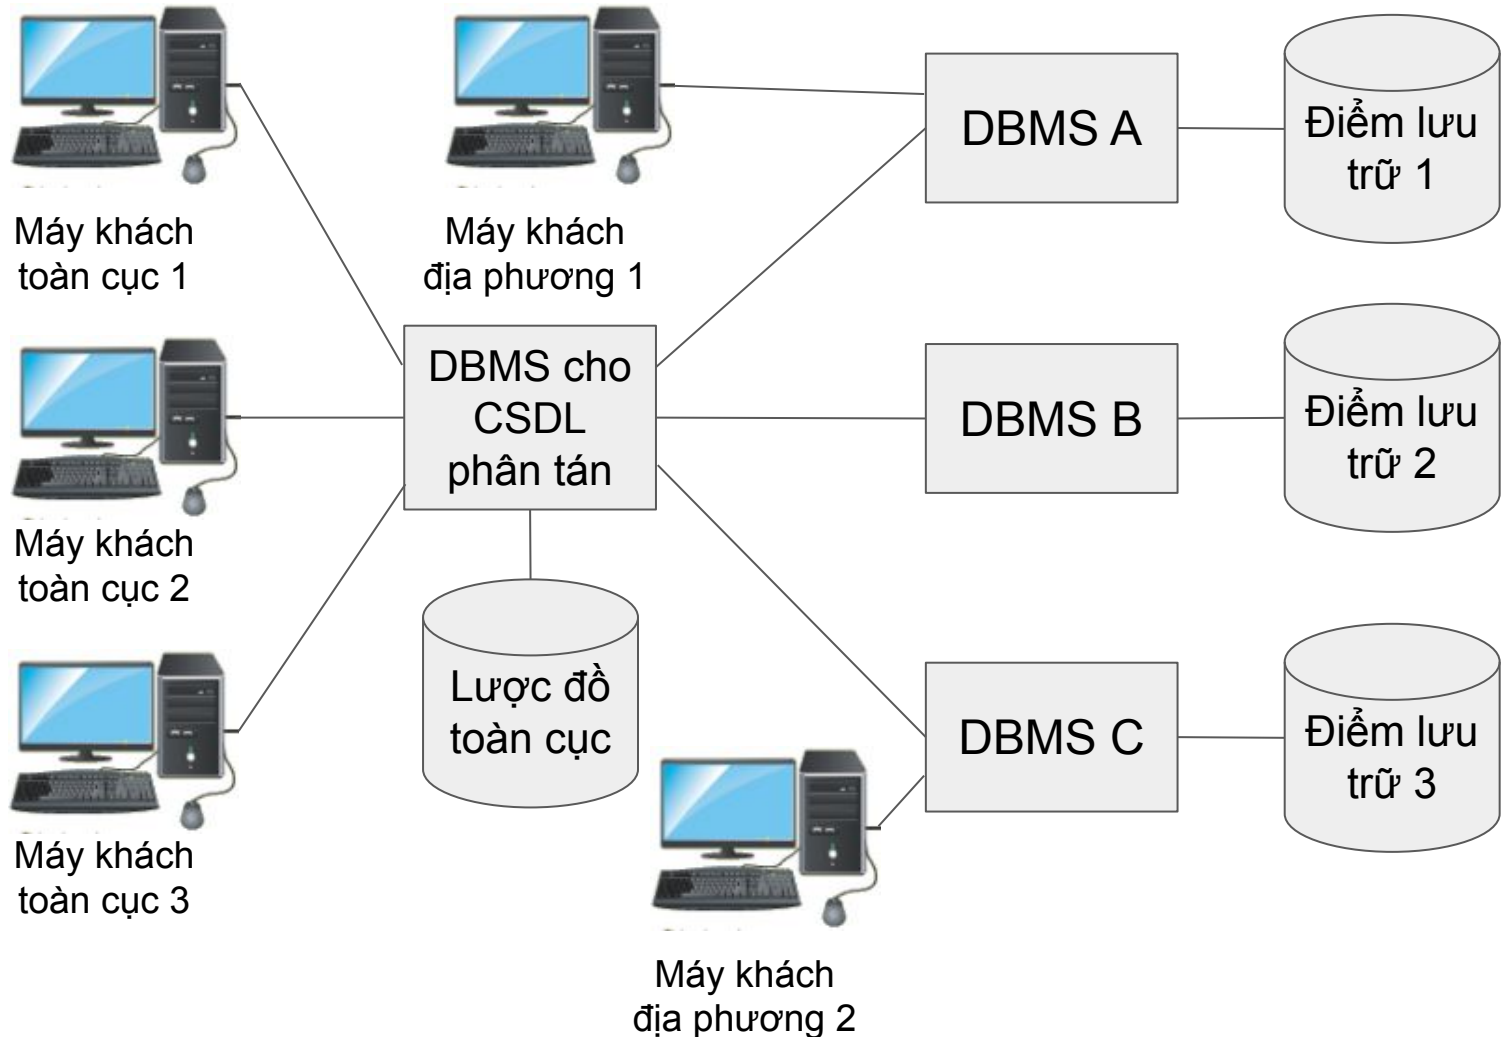 Máy khách
toàn cục 1
Máy khách
địa phương 1
DBMS A
Điểm lưu
trữ 1
Máy khách
toàn cục 2
DBMS cho
CSDL
phân tán
DBMS B
Điểm lưu
trữ 2
Máy khách
toàn cục 3
Lược đồ
toàn cục
DBMS C
Điểm lưu
trữ 3
Máy khách
địa phương 2